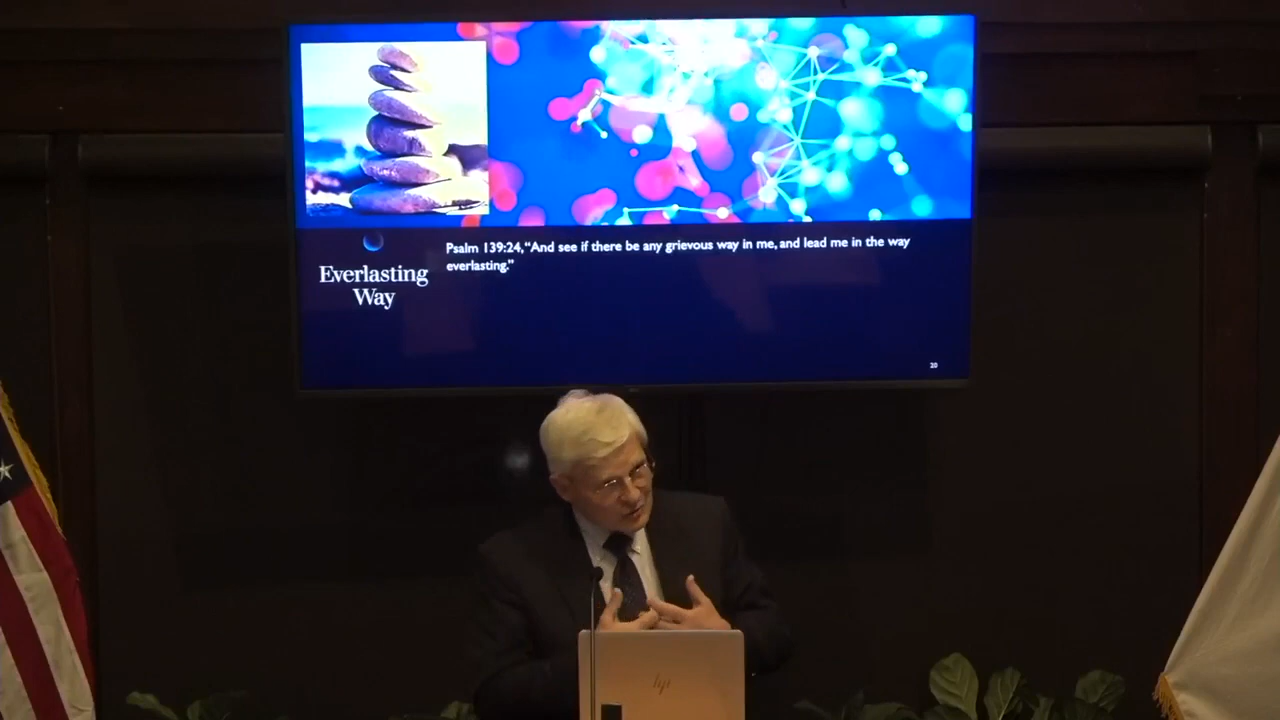 Psalm 139:24, “And see if there be any grievous way in me, and lead me in the way
everlasting.”
Everlasting
Way
20
hp